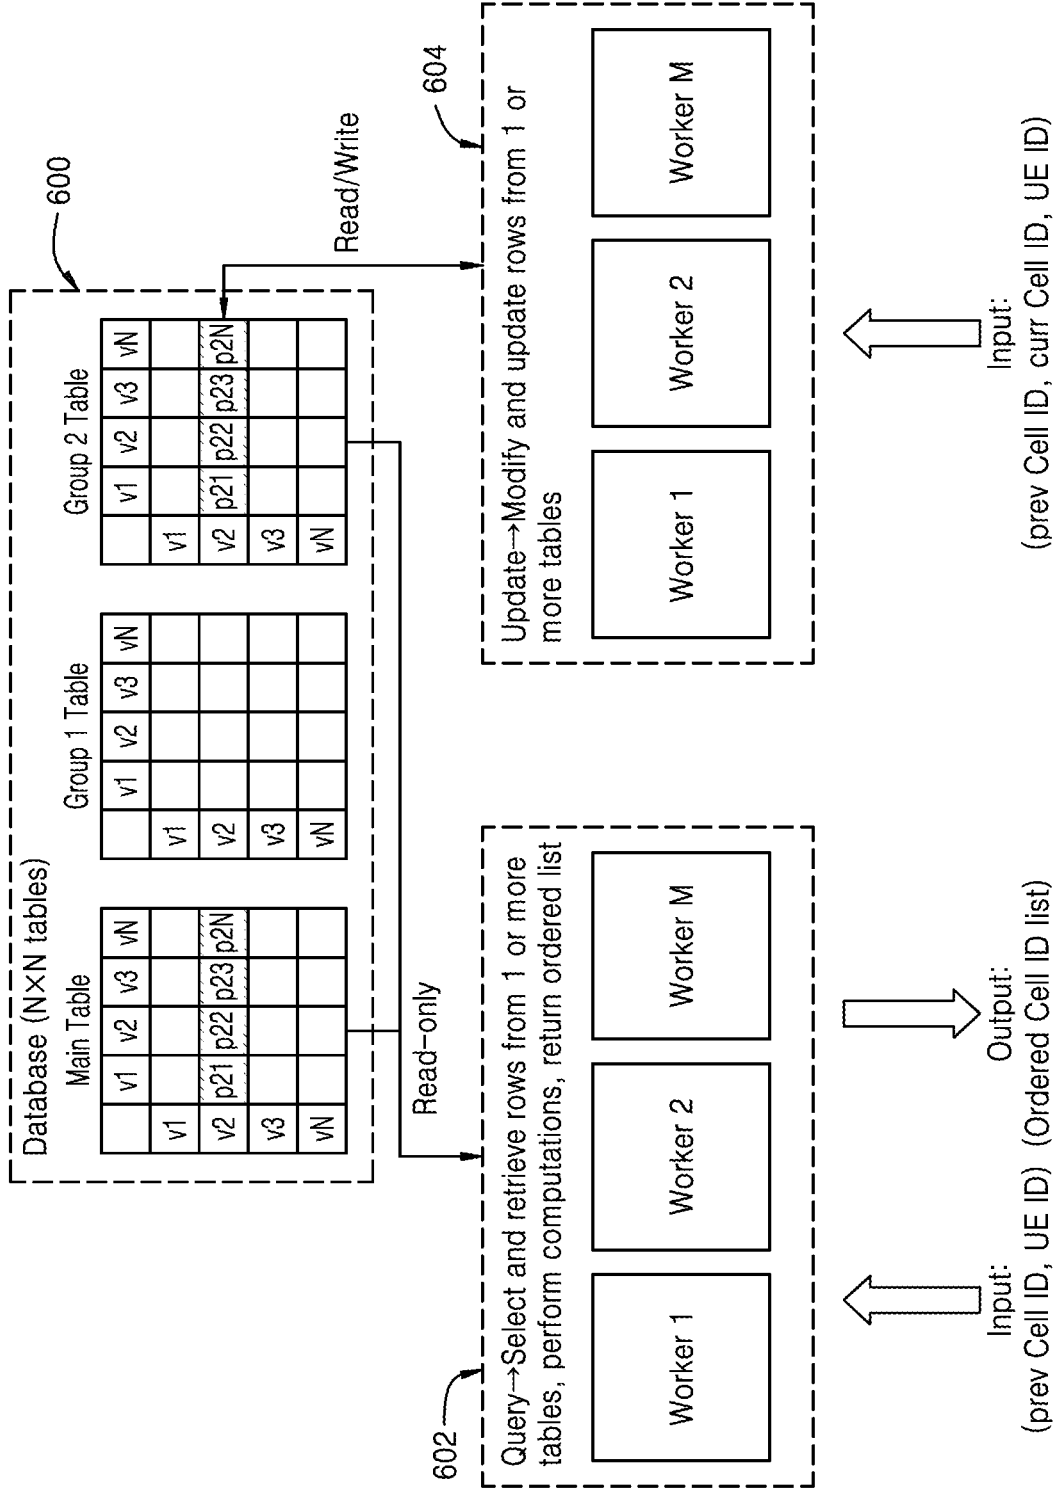 600
Database (N×N tables)
Main Table
v1 v2 v3 vN
v1
v2 p21 p22 p23 p2N
v3
vN
Group 1 Table
v1 v2 v3 vN
v1
v2
v3
vN
Group 2 Table
v1 v2 v3 vN
v1
v2 p21 p22 p23 p2N
v3
vN
Read-only
Read/Write
602
Query→Select and retrieve rows from 1 or more
tables, perform computations, return ordered list
Worker 1
Worker 2
Worker M
Input:
(prev Cell ID, UE ID)
Output:
(Ordered Cell ID list)
604
Update→Modify and update rows from 1 or
more tables
Worker 1
Worker 2
Worker M
Input:
(prev Cell ID, curr Cell ID, UE ID)